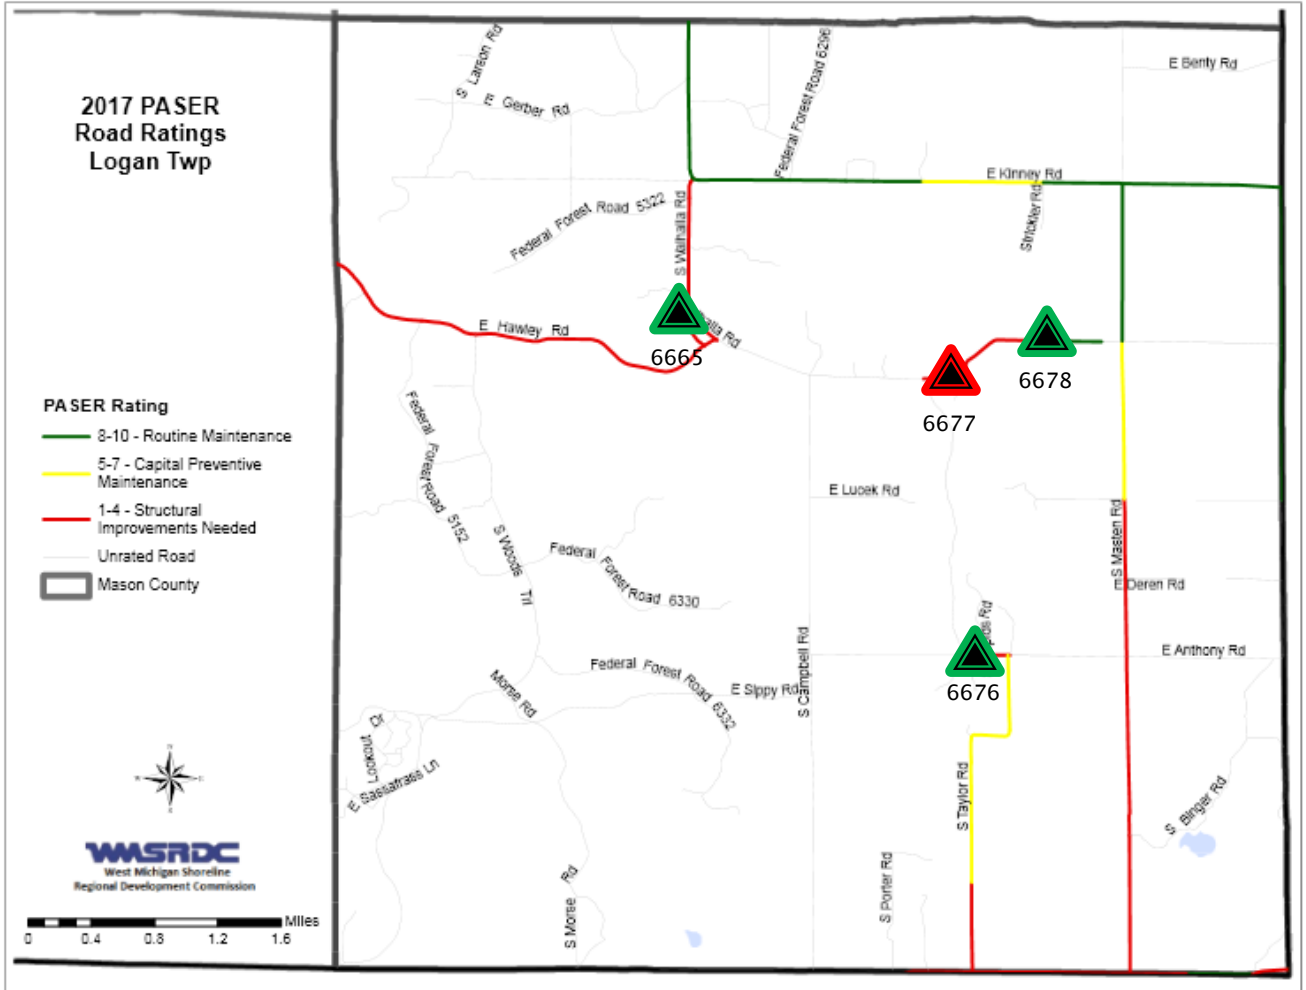 2017 PASER
Road Ratings
Logan Twp
PASER Rating
8-10 - Routine Maintenance
5-7 - Capital Preventive
Maintenance
1-4 - Structural
Improvements Needed
Unrated Road
Mason County
N
W
E
S
WMSRDC
West Michigan Shoreline
Regional Development Commission
Miles
0 0.4 0.8 1.2 1.6
S Larson Rd
E Gerber Rd
Federal Forest Road 6296
E Benty Rd
E Kinney Rd
Federal Forest Road 5322
S Walhalla Rd
Strickler Rd
E Hawley Rd
Rd
6665
6678
6677
Federal Forest Road 5152
E Lucek Rd
S Woods Trl
Federal Forest Road 6330
S Masten Rd
E Deren Rd
Rd
S Campbell Rd
E Anthony Rd
Federal Forest Road 6332
E Sippy Rd
6676
Morse Rd
Lookout Dr
E Sassafrass Ln
S Taylor Rd
S Binger Rd
S Porter Rd
S Morse Rd